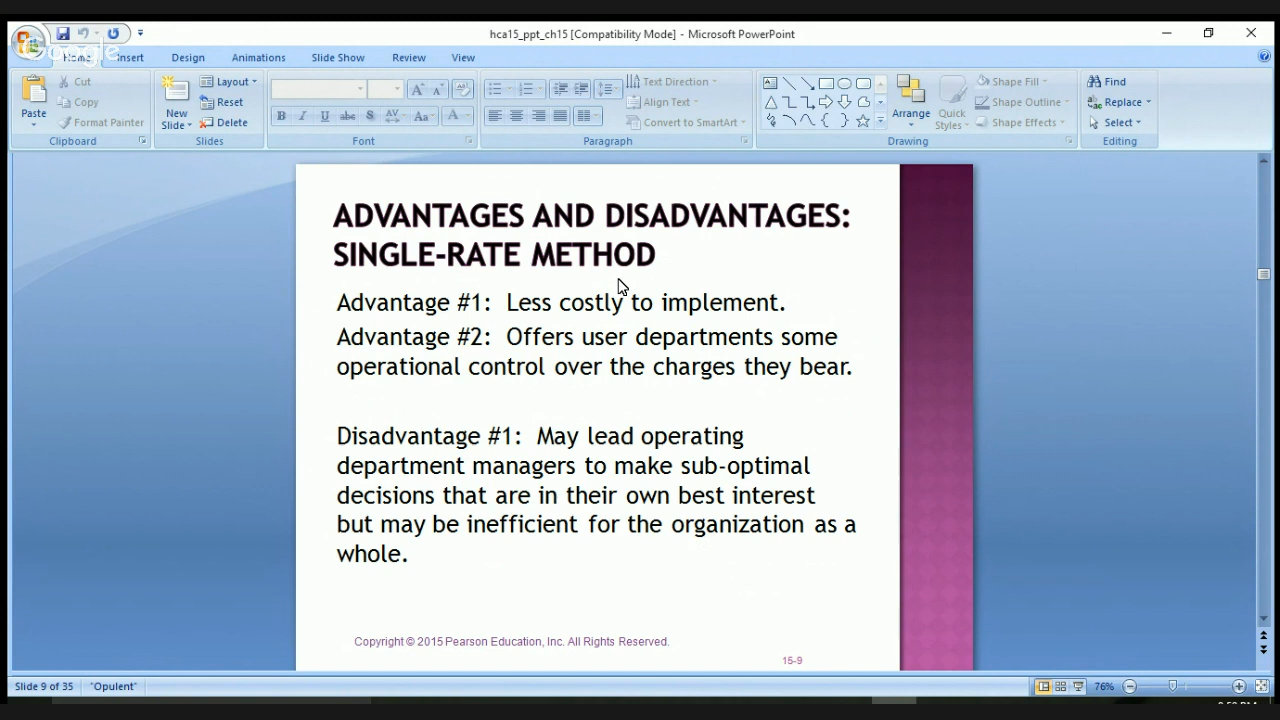 hca15_ppt_ch15 [Compatibility Mode] - Microsoft PowerPoint
Google
Home Insert Design Animations Slide Show Review View
Cut Layout Text Direction Shape Fill Find
Copy Reset Align Text Shape Outline Replace
Paste Format Painter New Slide Delete Convert to SmartArt Arrange Quick Styles Shape Effects Select
B I U abc S AV Aa A
Clipboard Slides Font Paragraph Drawing Editing
ADVANTAGES AND DISADVANTAGES:
SINGLE-RATE METHOD
Advantage #1: Less costly to implement.
Advantage #2: Offers user departments some
operational control over the charges they bear.
Disadvantage #1: May lead operating
department managers to make sub-optimal
decisions that are in their own best interest
but may be inefficient for the organization as a
whole.
Copyright © 2015 Pearson Education, Inc. All Rights Reserved.
15-9
Slide 9 of 35 "Opulent" 76%